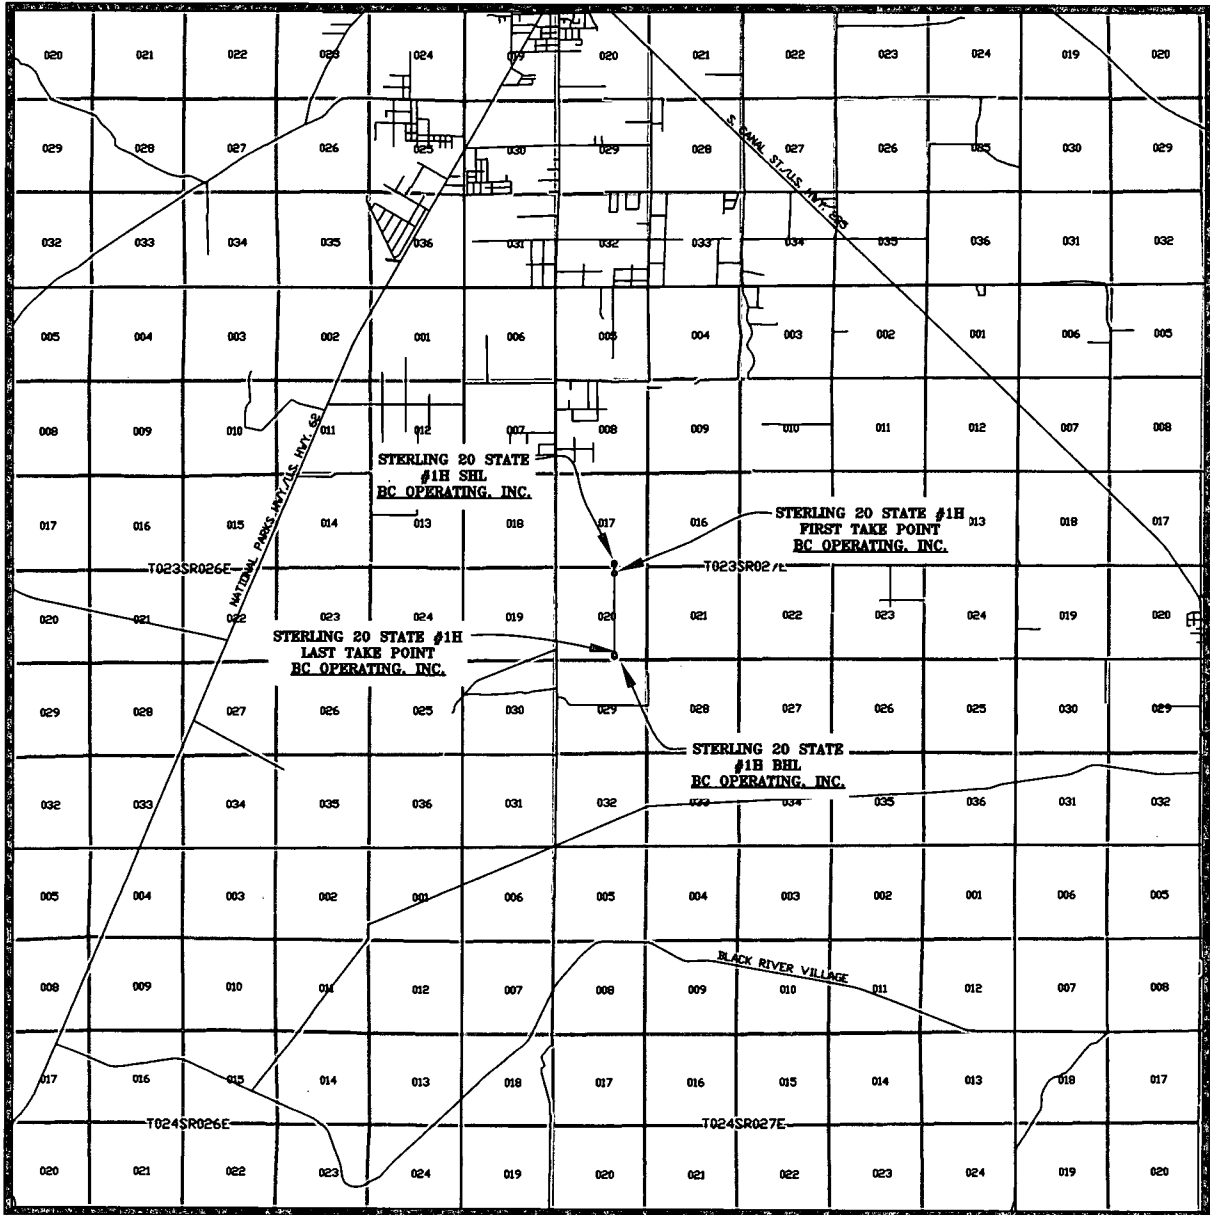 020 021 022 023 024 019 020 021 022 023 024 019 020
S. CANAL ST./U.S. HWY. 285
029 028 027 026 025 030 029 028 027 026 025 030 029
032 033 034 035 036 031 032 033 034 035 036 031 032
005 004 003 002 001 006 005 004 003 002 001 006 005
008 009 010 011 012 007 008 009 010 011 012 007 008
NATIONAL PARKS HWY./U.S. HWY. 62
STERLING 20 STATE
#1H SHL
BC OPERATING, INC.
STERLING 20 STATE #1H
FIRST TAKE POINT
BC OPERATING, INC.
017 016 015 014 013 018 017 016 013 018 017
T023SR026E T023SR027E
020 021 022 023 024 019 020 021 022 023 024 019 020
STERLING 20 STATE #1H
LAST TAKE POINT
BC OPERATING, INC.
029 028 027 026 025 030 029 028 027 026 025 030 029
STERLING 20 STATE
#1H BHL
BC OPERATING, INC.
032 033 034 035 036 031 032 033 034 035 036 031 032
005 004 003 002 001 006 005 004 003 002 001 006 005
BLACK RIVER VILLAGE
008 009 010 011 012 007 008 009 010 011 012 007 008
017 016 015 014 013 018 017 016 015 014 013 018 017
T024SR026E T024SR027E
020 021 022 023 024 019 020 021 022 023 024 019 020